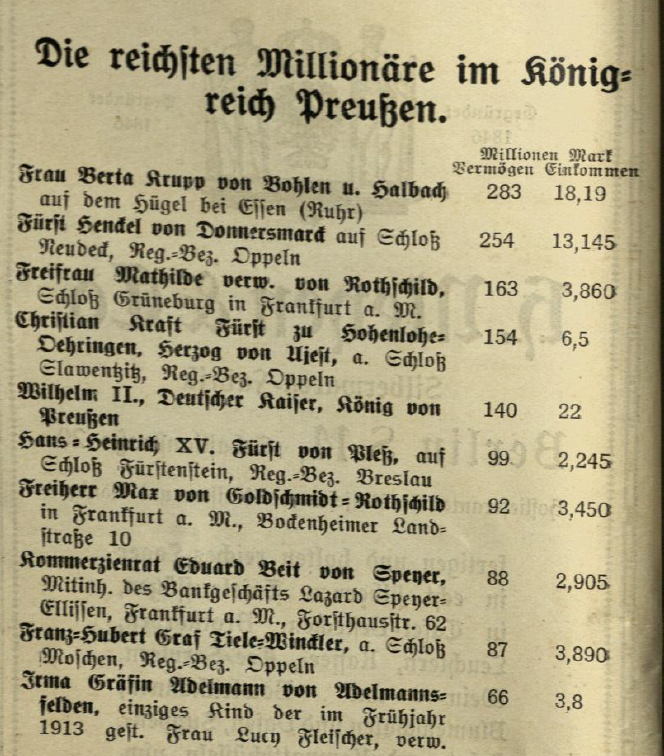 Die reichsten Millionäre im König=
reich Preußen.
Millionen Mark
Vermögen Einkommen
Frau Berta Krupp von Bohlen u. Halbach 283 18,19
auf dem Hügel bei Essen (Ruhr)
Fürst Henckel von Donnersmarck auf Schloß 254 13,145
Neudeck, Reg.=Bez. Oppeln
Freifrau Mathilde verw. von Rothschild, 163 3,860
Schloß Grüneburg in Frankfurt a. M.
Christian Kraft Fürst zu Hohenlohe= 154 6,5
Oehringen, Herzog von Ujest, a. Schloß
Slawentzitz, Reg.=Bez. Oppeln
Wilhelm II., Deutscher Kaiser, König von 140 22
Preußen
Hans=Heinrich XV. Fürst von Pleß, auf 99 2,245
Schloß Fürstenstein, Reg.=Bez. Breslau
Freiherr Max von Goldschmidt=Rothschild 92 3,450
in Frankfurt a. M., Bockenheimer Land=
straße 10
Kommerzienrat Eduard Beit von Speyer, 88 2,905
Mitinh. des Bankgeschäfts Lazard Speyer=
Ellissen, Frankfurt a. M., Forsthausstr. 62
Franz=Hubert Graf Tiele=Winckler, a. Schloß 87 3,890
Moschen, Reg.=Bez. Oppeln
Irma Gräfin Adelmann von Adelmanns= 66 3,8
felden, einziges Kind der im Frühjahr
1913 gest. Frau Lucy Fleischer, verw.